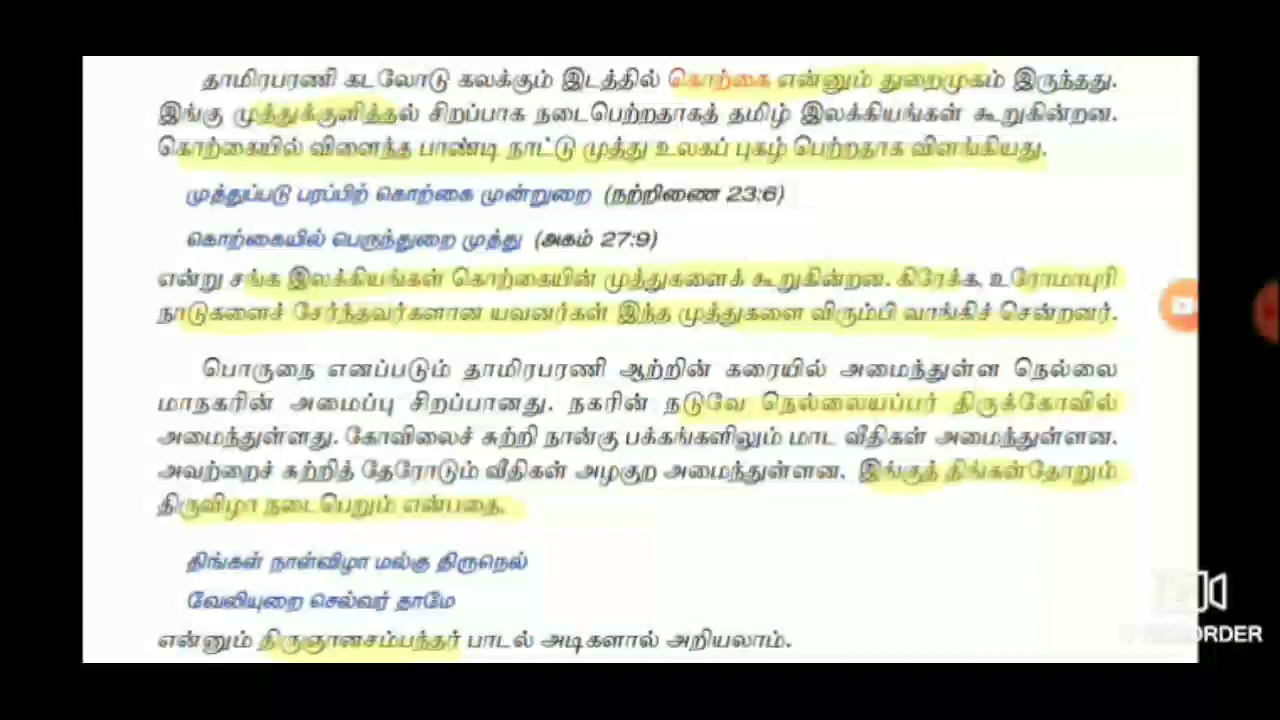 தாமிரபரணி கடலோடு கலக்கும் இடத்தில் கொற்கை என்னும் துறைமுகம் இருந்தது.
இங்கு முத்துக்குளித்தல் சிறப்பாக நடைபெற்றதாகத் தமிழ் இலக்கியங்கள் கூறுகின்றன.
கொற்கையில் விளைந்த பாண்டி நாட்டு முத்து உலகப் புகழ் பெற்றதாக விளங்கியது.
முத்துப்படு பரப்பிற் கொற்கை முன்றுறை (நற்றிணை 23:6)
கொற்கையில் பெருந்துறை முத்து (அகம் 27:9)
என்று சங்க இலக்கியங்கள் கொற்கையின் முத்துகளைக் கூறுகின்றன. கிரேக்க, உரோமாபுரி
நாடுகளைச் சேர்ந்தவர்களான யவனர்கள் இந்த முத்துகளை விரும்பி வாங்கிச் சென்றனர்.
பொருநை எனப்படும் தாமிரபரணி ஆற்றின் கரையில் அமைந்துள்ள நெல்லை
மாநகரின் அமைப்பு சிறப்பானது. நகரின் நடுவே நெல்லையப்பர் திருக்கோவில்
அமைந்துள்ளது. கோவிலைச் சுற்றி நான்கு பக்கங்களிலும் மாட வீதிகள் அமைந்துள்ளன.
அவற்றைச் சுற்றித் தேரோடும் வீதிகள் அழகுற அமைந்துள்ளன. இங்குத் திங்கள்தோறும்
திருவிழா நடைபெறும் என்பதை,
திங்கள் நாள்விழா மல்கு திருநெல்
வேலியுறை செல்வர் தாமே
என்னும் திருஞானசம்பந்தர் பாடல் அடிகளால் அறியலாம்.